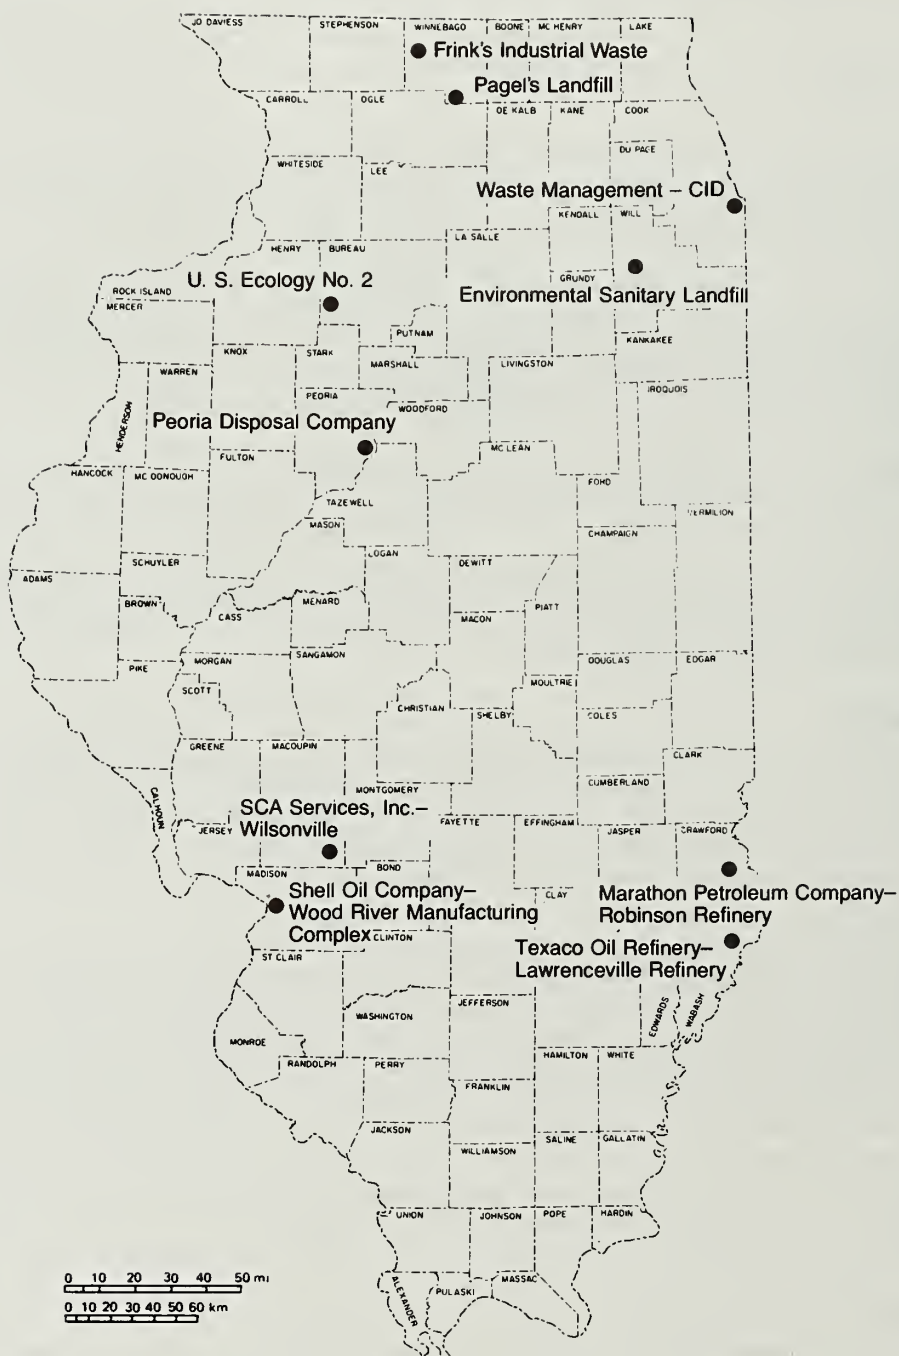 JO DAVIESS
STEPHENSON
WINNEBAGO
BOONE
MC HENRY
LAKE
Frink's Industrial Waste
Pagel's Landfill
CARROLL
OGLE
DE KALB
KANE
COOK
DU PAGE
WHITESIDE
LEE
Waste Management – CID
KENDALL
WILL
LA SALLE
HENRY
BUREAU
U. S. Ecology No. 2
GRUNDY
Environmental Sanitary Landfill
ROCK ISLAND
MERCER
PUTNAM
KANKAKEE
KNOX
STARK
MARSHALL
LIVINGSTON
WARREN
IROQUOIS
PEORIA
WOODFORD
HENDERSON
Peoria Disposal Company
MC LEAN
FULTON
HANCOCK
MC DONOUGH
FORD
TAZEWELL
VERMILION
MASON
CHAMPAIGN
LOGAN
SCHUYLER
DEWITT
ADAMS
BROWN
MENARD
PIATT
CASS
MACON
MORGAN
SANGAMON
DOUGLAS
EDGAR
PIKE
MOULTRIE
SCOTT
CHRISTIAN
SHELBY
COLES
GREENE
MACOUPIN
CLARK
MONTGOMERY
CUMBERLAND
CALHOUN
SCA Services, Inc.–
Wilsonville
JERSEY
FAYETTE
EFFINGHAM
JASPER
CRAWFORD
MADISON
BOND
Shell Oil Company–
Wood River Manufacturing
Complex
CLAY
Marathon Petroleum Company–
Robinson Refinery
CLINTON
Texaco Oil Refinery–
Lawrenceville Refinery
ST CLAIR
JEFFERSON
WASHINGTON
EDWARDS
WABASH
MONROE
RANDOLPH
PERRY
HAMILTON
WHITE
FRANKLIN
JACKSON
WILLIAMSON
SALINE
GALLATIN
UNION
JOHNSON
POPE
HARDIN
0 10 20 30 40 50 mi
0 10 20 30 40 50 60 km
ALEXANDER
PULASKI
MASSAC